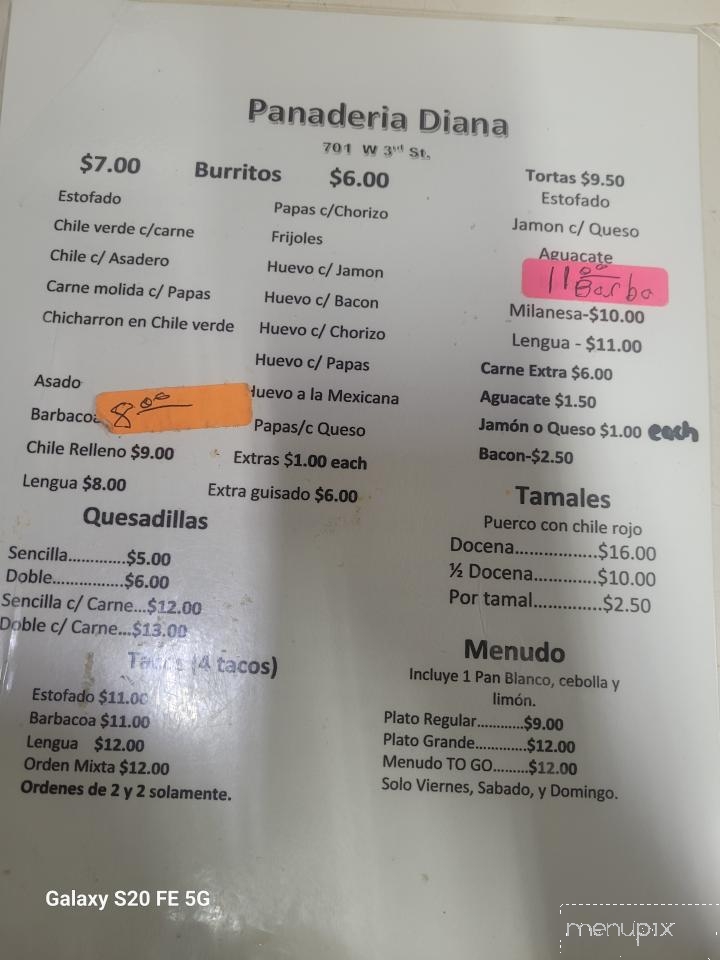 Panaderia Diana
701 W 3rd St.
$7.00 Burritos $6.00
Estofado
Chile verde c/carne
Chile c/ Asadero
Carne molida c/ Papas
Chicharron en Chile verde
Asado
Barbacoa 8.00
Chile Relleno $9.00
Lengua $8.00
Papas c/Chorizo
Frijoles
Huevo c/ Jamon
Huevo c/ Bacon
Huevo c/ Chorizo
Huevo c/ Papas
Huevo a la Mexicana
Papas/c Queso
Extras $1.00 each
Extra guisado $6.00
Quesadillas
Sencilla.............$5.00
Doble...............$6.00
Sencilla c/ Carne...$12.00
Doble c/ Carne...$13.00
Tacos (4 tacos)
Estofado $11.00
Barbacoa $11.00
Lengua $12.00
Orden Mixta $12.00
Ordenes de 2 y 2 solamente.
Tortas $9.50
Estofado
Jamon c/ Queso
Aguacate
11.00 Barba
Milanesa-$10.00
Lengua - $11.00
Carne Extra $6.00
Aguacate $1.50
Jamón o Queso $1.00 each
Bacon-$2.50
Tamales
Puerco con chile rojo
Docena..................$16.00
½ Docena..............$10.00
Por tamal...............$2.50
Menudo
Incluye 1 Pan Blanco, cebolla y
limón.
Plato Regular...........$9.00
Plato Grande.............$12.00
Menudo TO GO.........$12.00
Solo Viernes, Sabado, y Domingo.
Galaxy S20 FE 5G
menupix